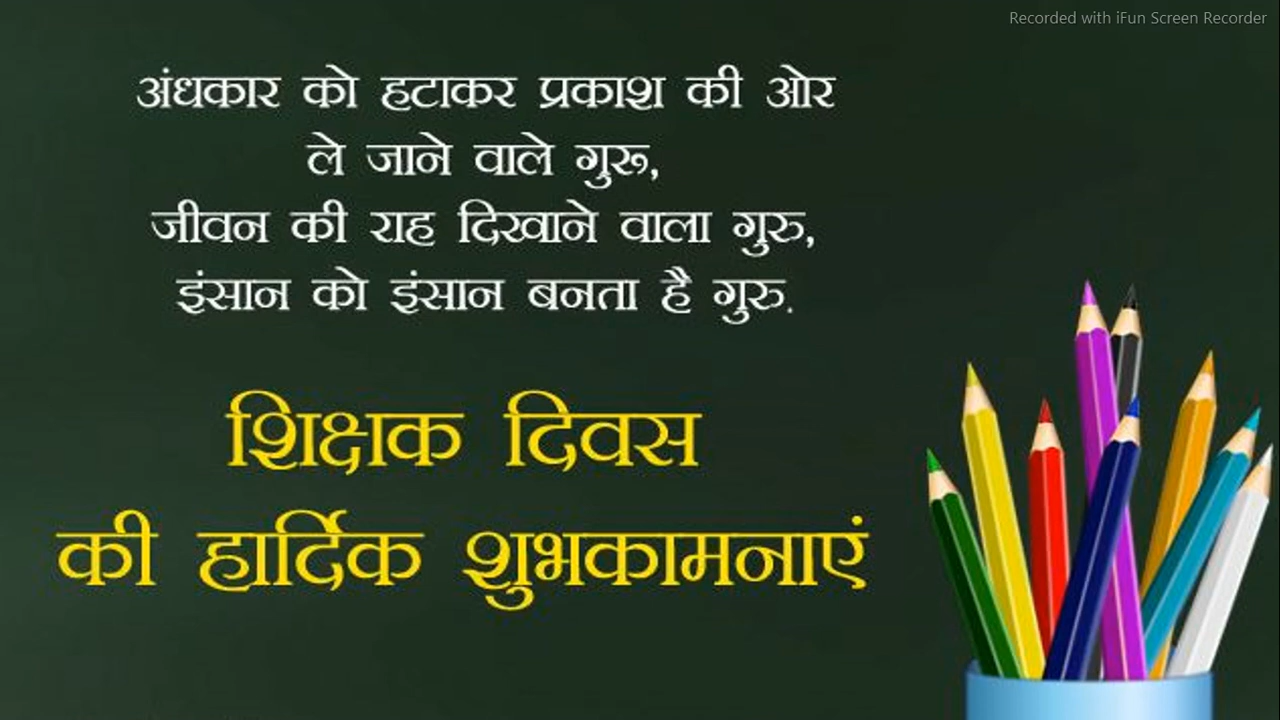 Recorded with iFun Screen Recorder
अंधकार को हटाकर प्रकाश की ओर
ले जाने वाले गुरू,
जीवन की राह दिखाने वाला गुरु,
इंसान को इंसान बनता है गुरु.
शिक्षक दिवस
की हार्दिक शुभकामनाएं